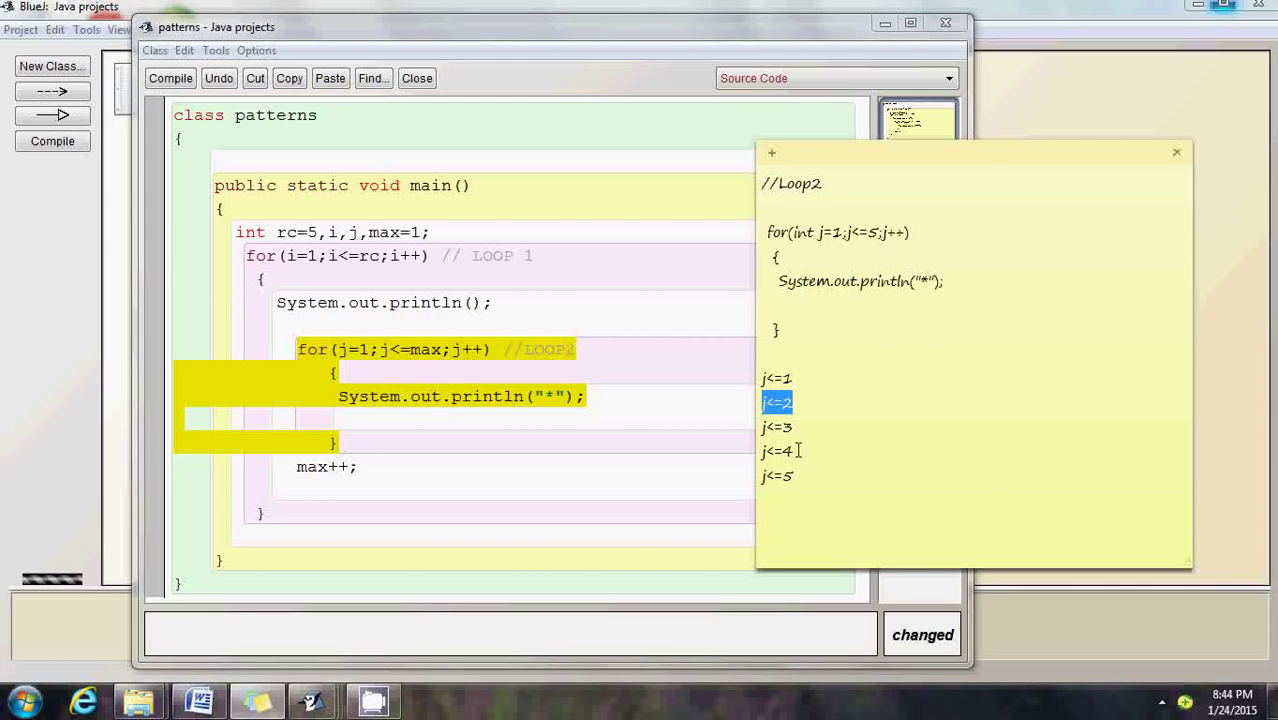 BlueJ: Java projects
Project Edit Tools View
New Class...
Compile
patterns - Java projects
Class Edit Tools Options
Compile Undo Cut Copy Paste Find... Close Source Code
class patterns
{
public static void main()
{
int rc=5,i,j,max=1;
for(i=1;i<=rc;i++) // LOOP 1
{
System.out.println();
for(j=1;j<=max;j++) //LOOP2
{
System.out.println("*");
}
max++;
}
}
}
changed
+ ×
//Loop2
for(int j=1;j<=5;j++)
{
System.out.println("*");
}
j<=1
j<=2
j<=3
j<=4
j<=5
8:44 PM
1/24/2015